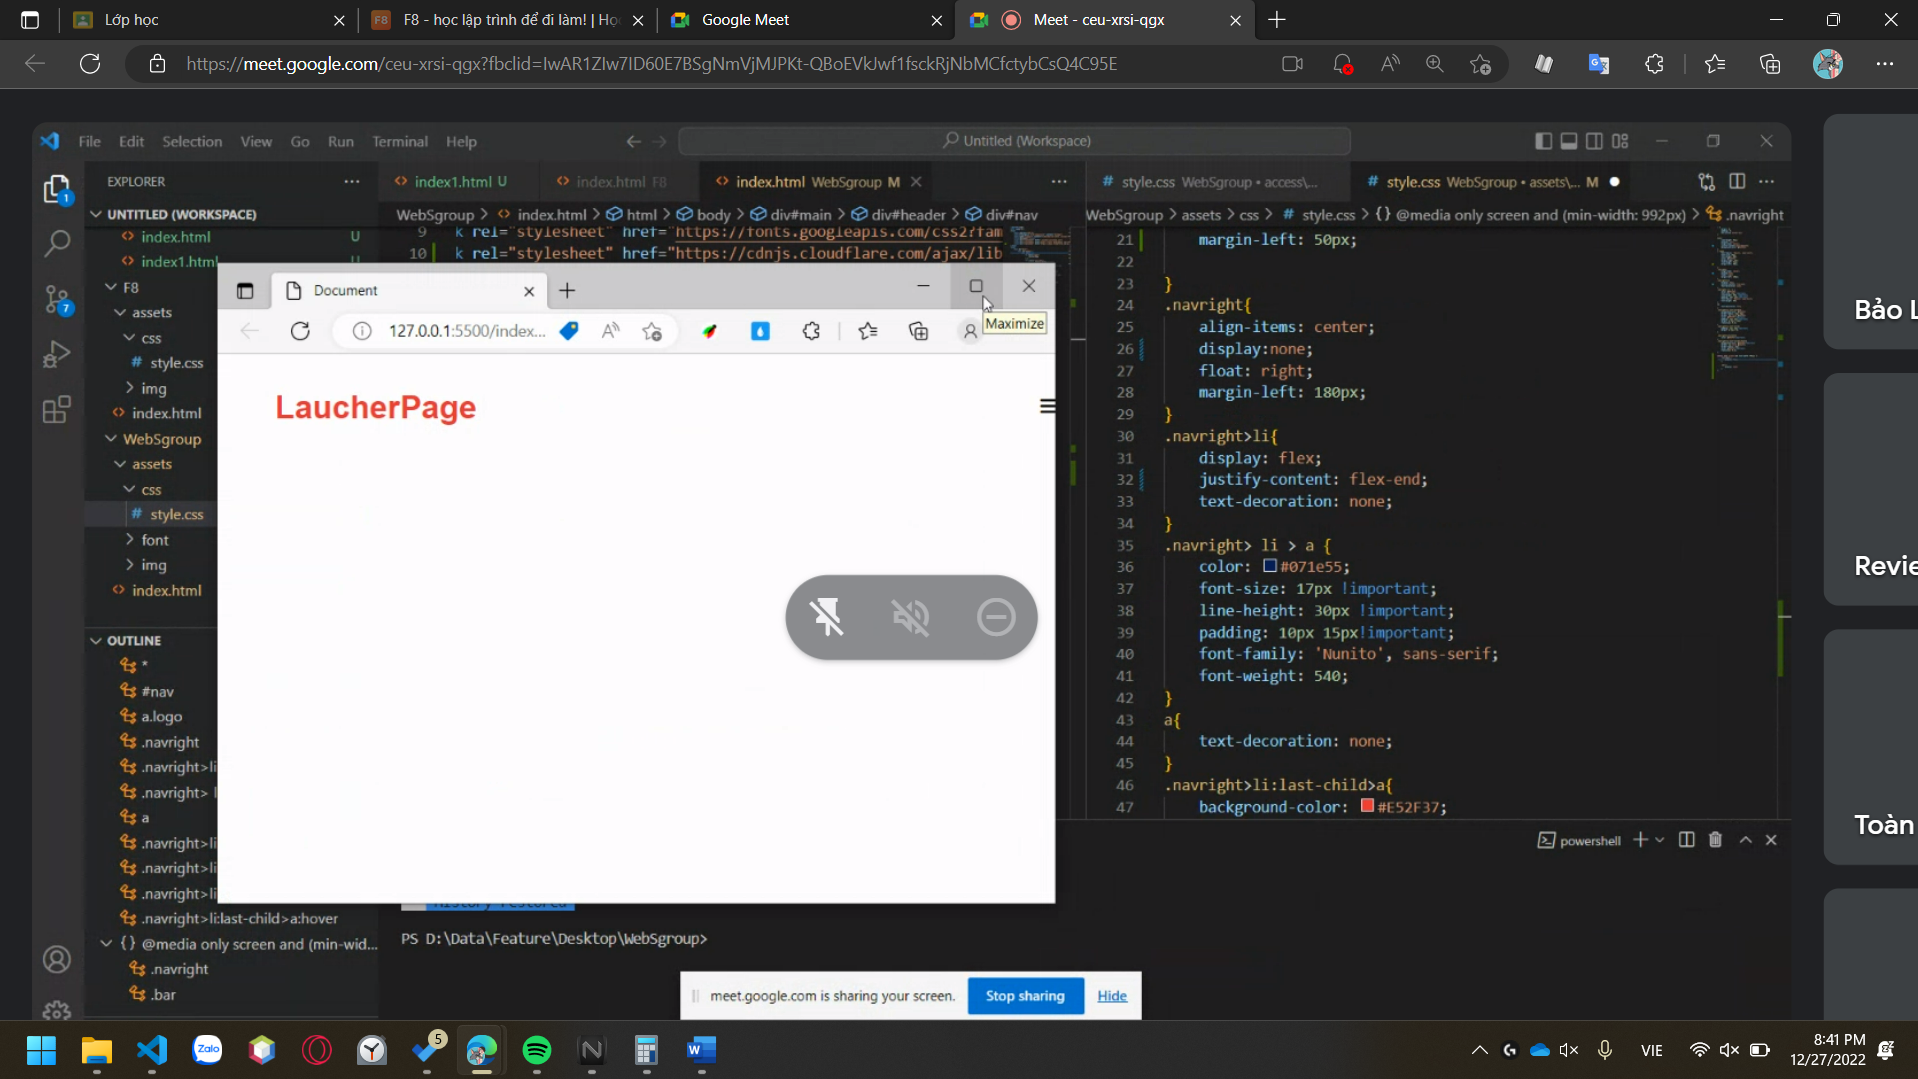 Lớp học
F8 - học lập trình để đi làm! | Họ
Google Meet
Meet - ceu-xrsi-qgx
https://meet.google.com/ceu-xrsi-qgx?fbclid=IwAR1ZIw7ID60E7BSgNmVjMJPKt-QBoEVkJwf1fsckRjNbMCfctybCsQ4C95E
File Edit Selection View Go Run Terminal Help
Untitled (Workspace)
EXPLORER
index1.html U
index.html F8
index.html WebSgroup M
style.css WebSgroup • access\...
style.css WebSgroup • assets\... M
UNTITLED (WORKSPACE)
WebSgroup > index.html > html > body > div#main > div#header > div#nav
WebSgroup > assets > css > # style.css > {} @media only screen and (min-width: 992px) > .navright
index.html U
index1.html U
F8
assets
css
# style.css
img
index.html
WebSgroup
assets
css
# style.css
font
img
index.html
OUTLINE
*
#nav
a.logo
.navright
.navright>li
.navright> l
a
.navright>li
.navright>li
.navright>li
.navright>li:last-child>a:hover
{} @media only screen and (min-wid...
.navright
.bar
9 k rel="stylesheet" href="https://fonts.googleapis.com/css2?fam
10 k rel="stylesheet" href="https://cdnjs.cloudflare.com/ajax/lib
Document
127.0.0.1:5500/index...
Maximize
LaucherPage
21 margin-left: 50px;
22
23 }
24 .navright{
25 align-items: center;
26 display:none;
27 float: right;
28 margin-left: 180px;
29 }
30 .navright>li{
31 display: flex;
32 justify-content: flex-end;
33 text-decoration: none;
34 }
35 .navright> li > a {
36 color: #071e55;
37 font-size: 17px !important;
38 line-height: 30px !important;
39 padding: 10px 15px!important;
40 font-family: 'Nunito', sans-serif;
41 font-weight: 540;
42 }
43 a{
44 text-decoration: none;
45 }
46 .navright>li:last-child>a{
47 background-color: #E52F37;
powershell
History restored
PS D:\Data\Feature\Desktop\WebSgroup>
meet.google.com is sharing your screen.
Stop sharing
Hide
Bảo L
Revie
Toàn
1
7
Zalo
5
VIE
8:41 PM
12/27/2022